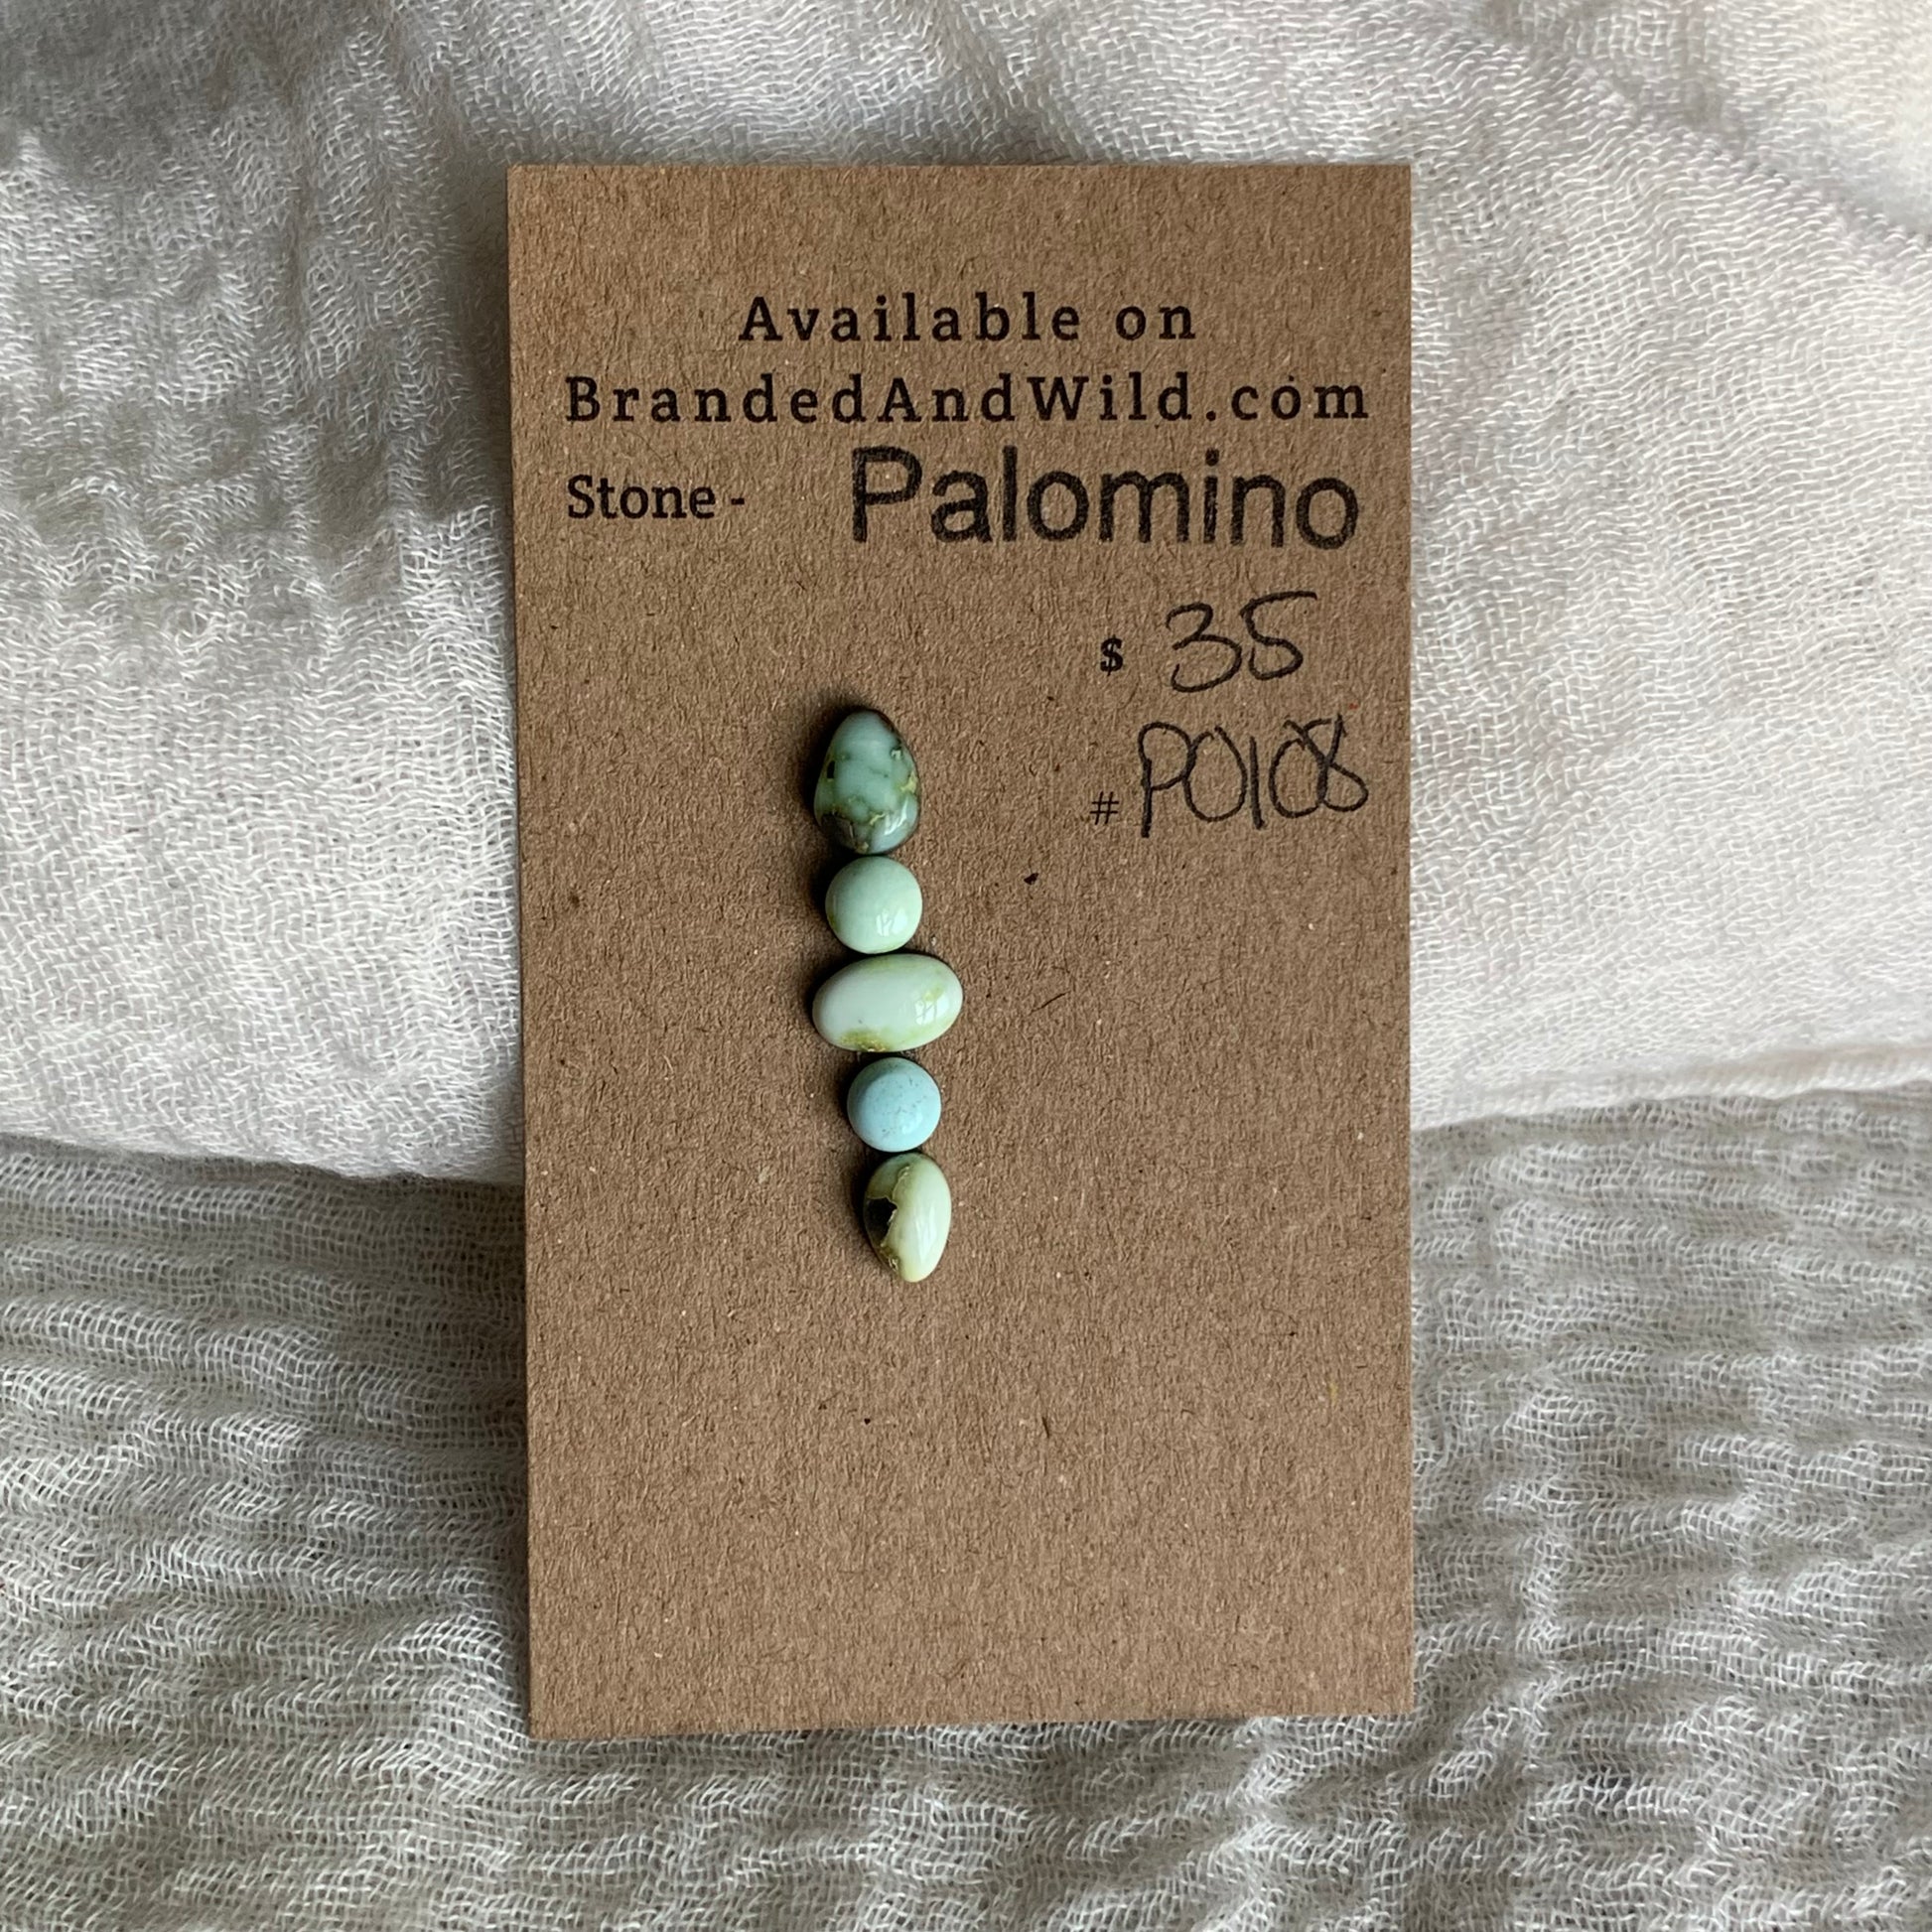 Available on
BrandedAndWild.com
Stone - Palomino
$ 35
# PO108